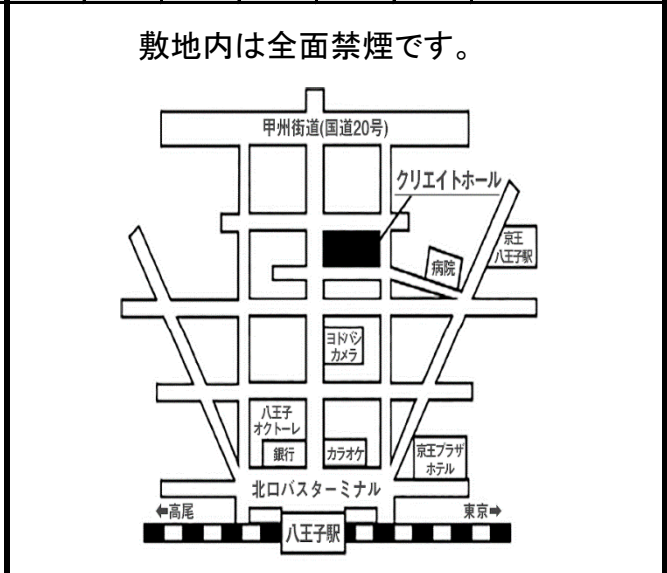 敷地内は全面禁煙です。
甲州街道(国道20号)
クリエイトホール
京王
八王子駅
病院
ヨドバシ
カメラ
八王子
オクトーレ
銀行
カラオケ
京王プラザ
ホテル
北口バスターミナル
⬅高尾
東京➡
八王子駅